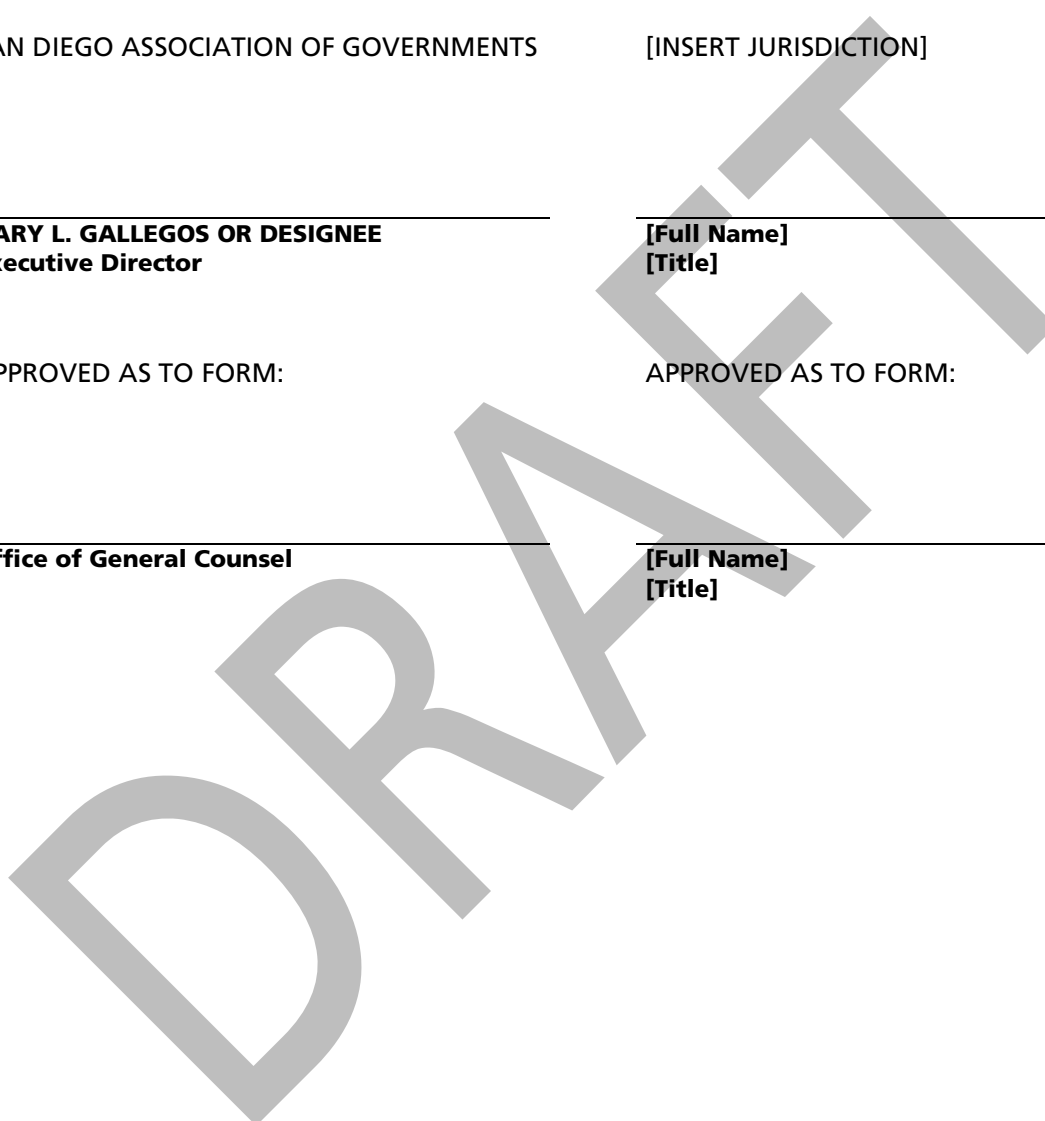 AN DIEGO ASSOCIATION OF GOVERNMENTS
[INSERT JURISDICTION]
ARY L. GALLEGOS OR DESIGNEE
xecutive Director
[Full Name]
[Title]
PPROVED AS TO FORM:
APPROVED AS TO FORM:
ffice of General Counsel
[Full Name]
[Title]
DRAFT